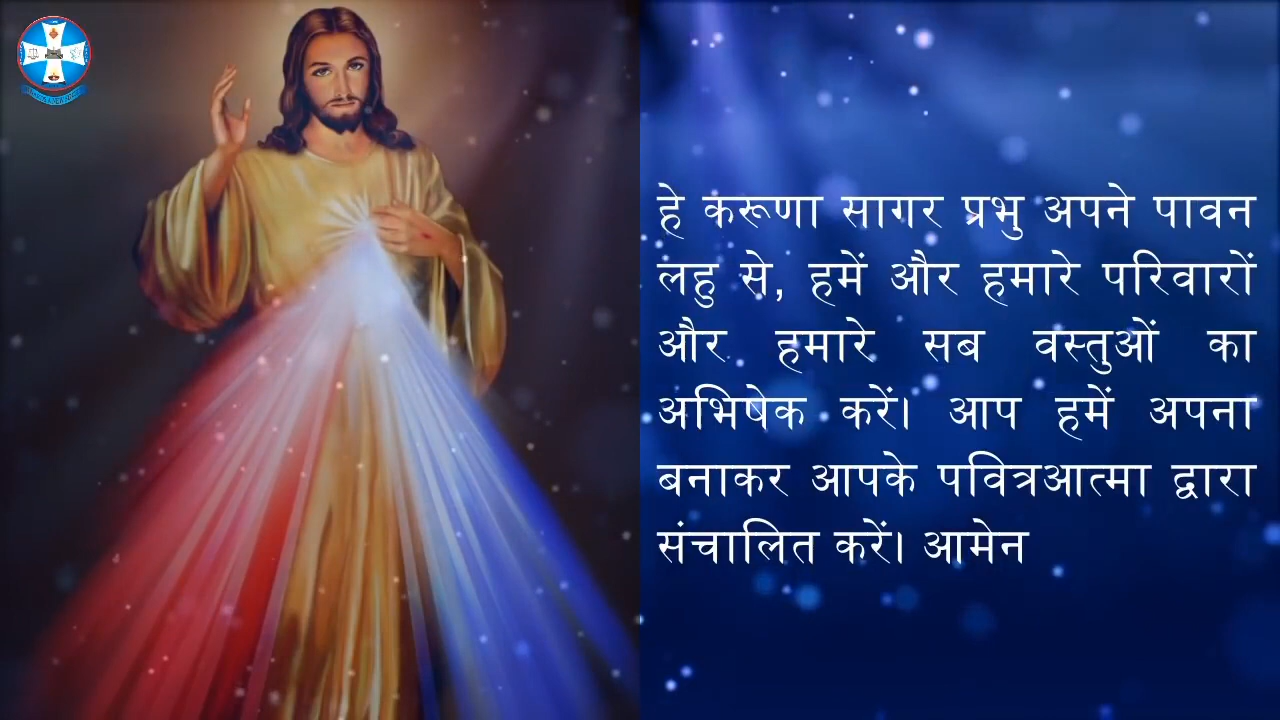 हे करूणा सागर प्रभु अपने पावन
लहु से, हमें और हमारे परिवारों
और हमारे सब वस्तुओं का
अभिषेक करें। आप हमें अपना
बनाकर आपके पवित्रआत्मा द्वारा
संचालित करें। आमेन